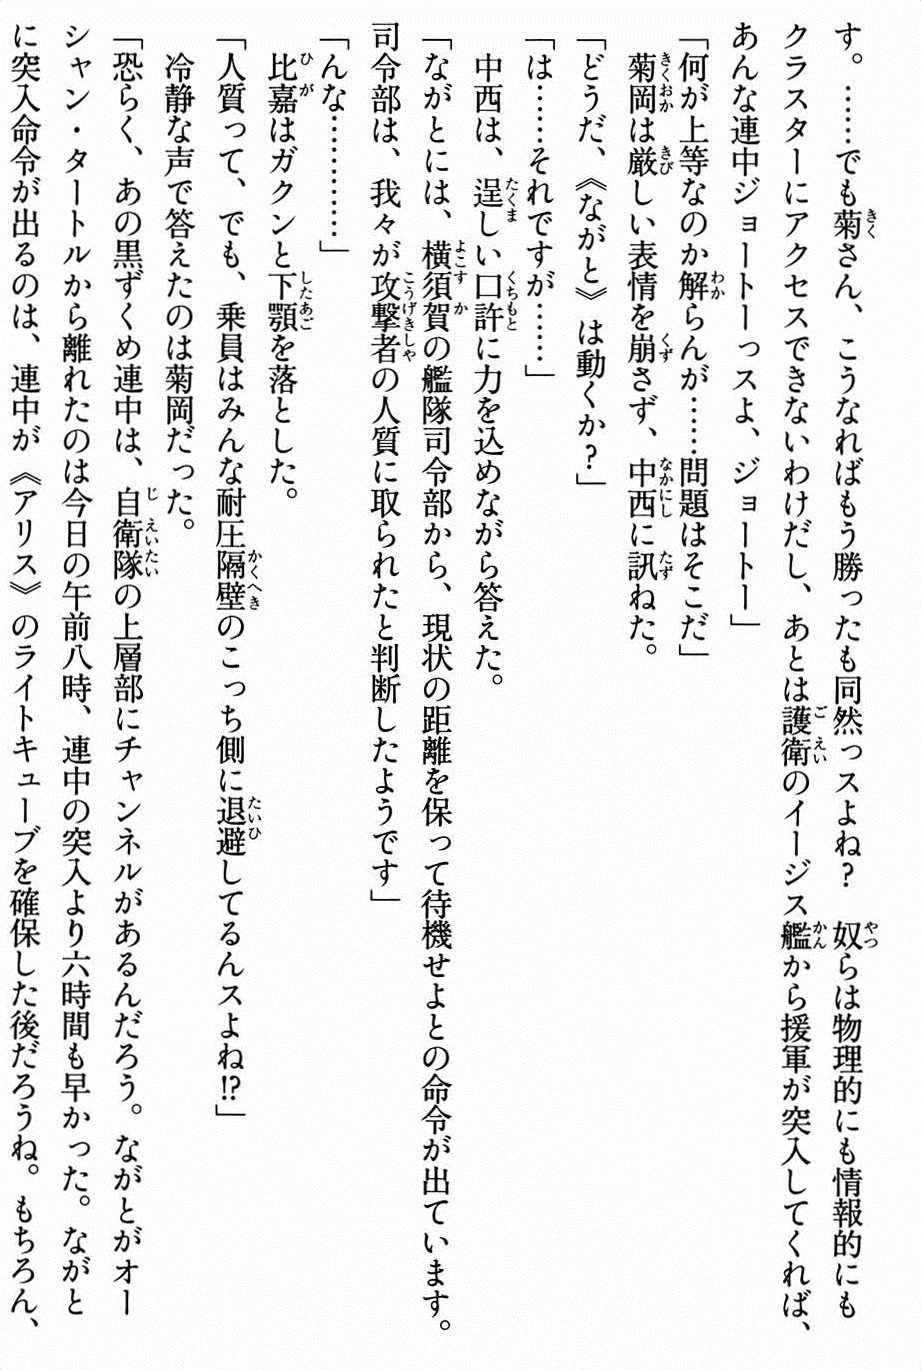 す。……でも菊さん、こうなればもう勝ったも同然っスよね？　奴らは物理的にも情報的にも
クラスターにアクセスできないわけだし、あとは護衛のイージス艦から援軍が突入してくれば、
あんな連中ジョートーっスよ、ジョートー」
「何が上等なのか解らんが……問題はそこだ」
菊岡は厳しい表情を崩さず、中西に訊ねた。
「どうだ、《ながと》は動くか？」
「は……それですが……」
中西は、逞しい口許に力を込めながら答えた。
「ながとには、横須賀の艦隊司令部から、現状の距離を保って待機せよとの命令が出ています。
司令部は、我々が攻撃者の人質に取られたと判断したようです」
「んな…………」
比嘉はガクンと下顎を落とした。
「人質って、でも、乗員はみんな耐圧隔壁のこっち側に退避してるんスよね!?」
冷静な声で答えたのは菊岡だった。
「恐らく、あの黒ずくめ連中は、自衛隊の上層部にチャンネルがあるんだろう。ながとがオー
シャン・タートルから離れたのは今日の午前八時、連中の突入より六時間も早かった。ながと
に突入命令が出るのは、連中が《アリス》のライトキューブを確保した後だろうね。もちろん、